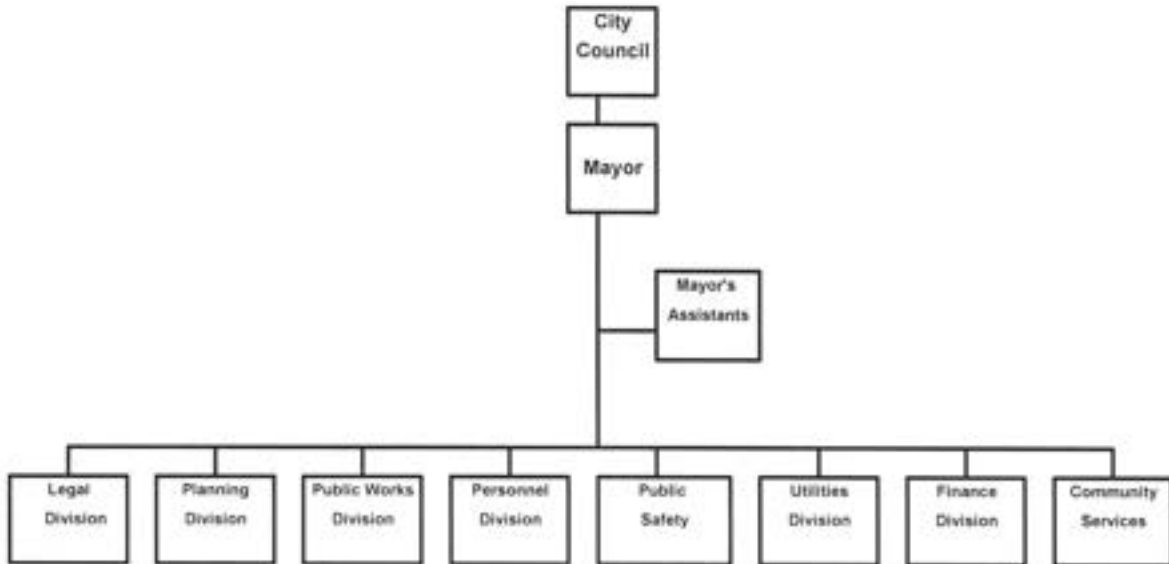 City
Council
Mayor
Mayor's
Assistants
Legal
Division
Planning
Division
Public Works
Division
Personnel
Division
Public
Safety
Utilities
Division
Finance
Division
Community
Services